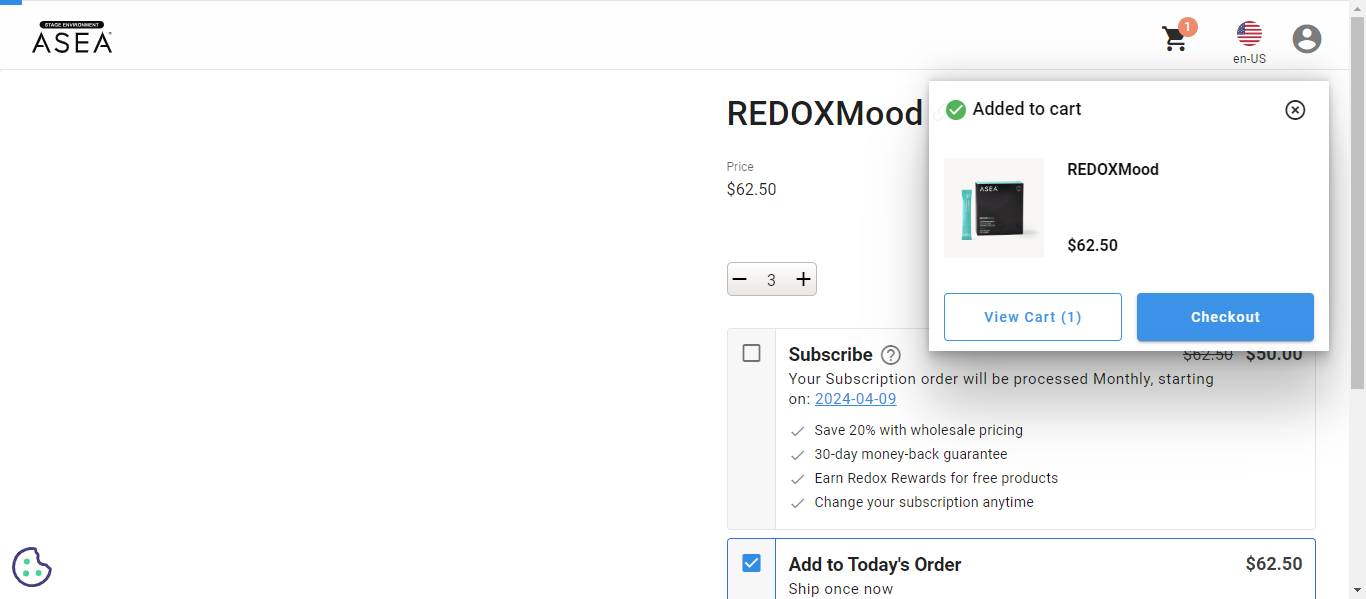 STAGE ENVIRONMENT
ASEA
1
en-US
REDOXMood
Price
$62.50
3
Added to cart
ASEA
REDOXMood
$62.50
View Cart (1)
Checkout
Subscribe
$62.50 $50.00
Your Subscription order will be processed Monthly, starting
on: 2024-04-09
Save 20% with wholesale pricing
30-day money-back guarantee
Earn Redox Rewards for free products
Change your subscription anytime
Add to Today's Order
$62.50
Ship once now